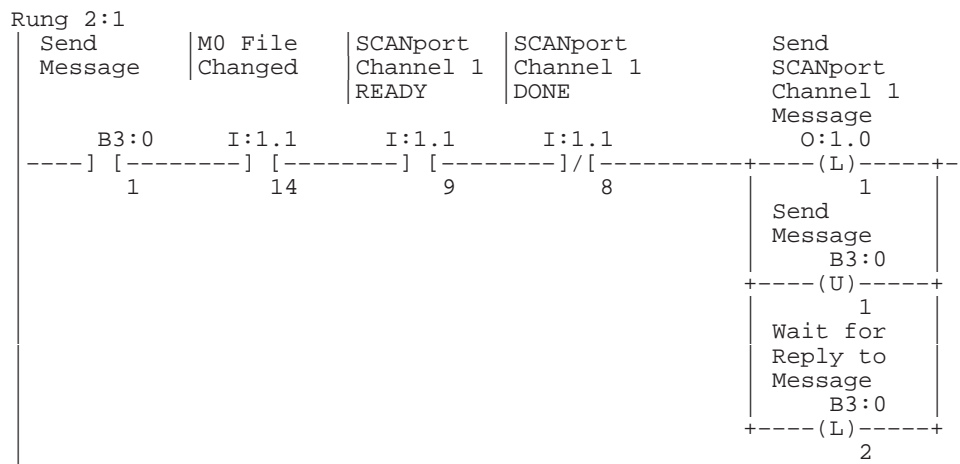 Rung 2:1
Send |M0 File |SCANport |SCANport Send
Message |Changed |Channel 1 |Channel 1 SCANport
|READY |DONE Channel 1
Message
B3:0 I:1.1 I:1.1 I:1.1 O:1.0
----] [--------] [--------] [--------]/[----------+----(L)-----+-
1 14 9 8 1
Send
Message
B3:0
+----(U)-----+
1
Wait for
Reply to
Message
B3:0
+----(L)-----+
2